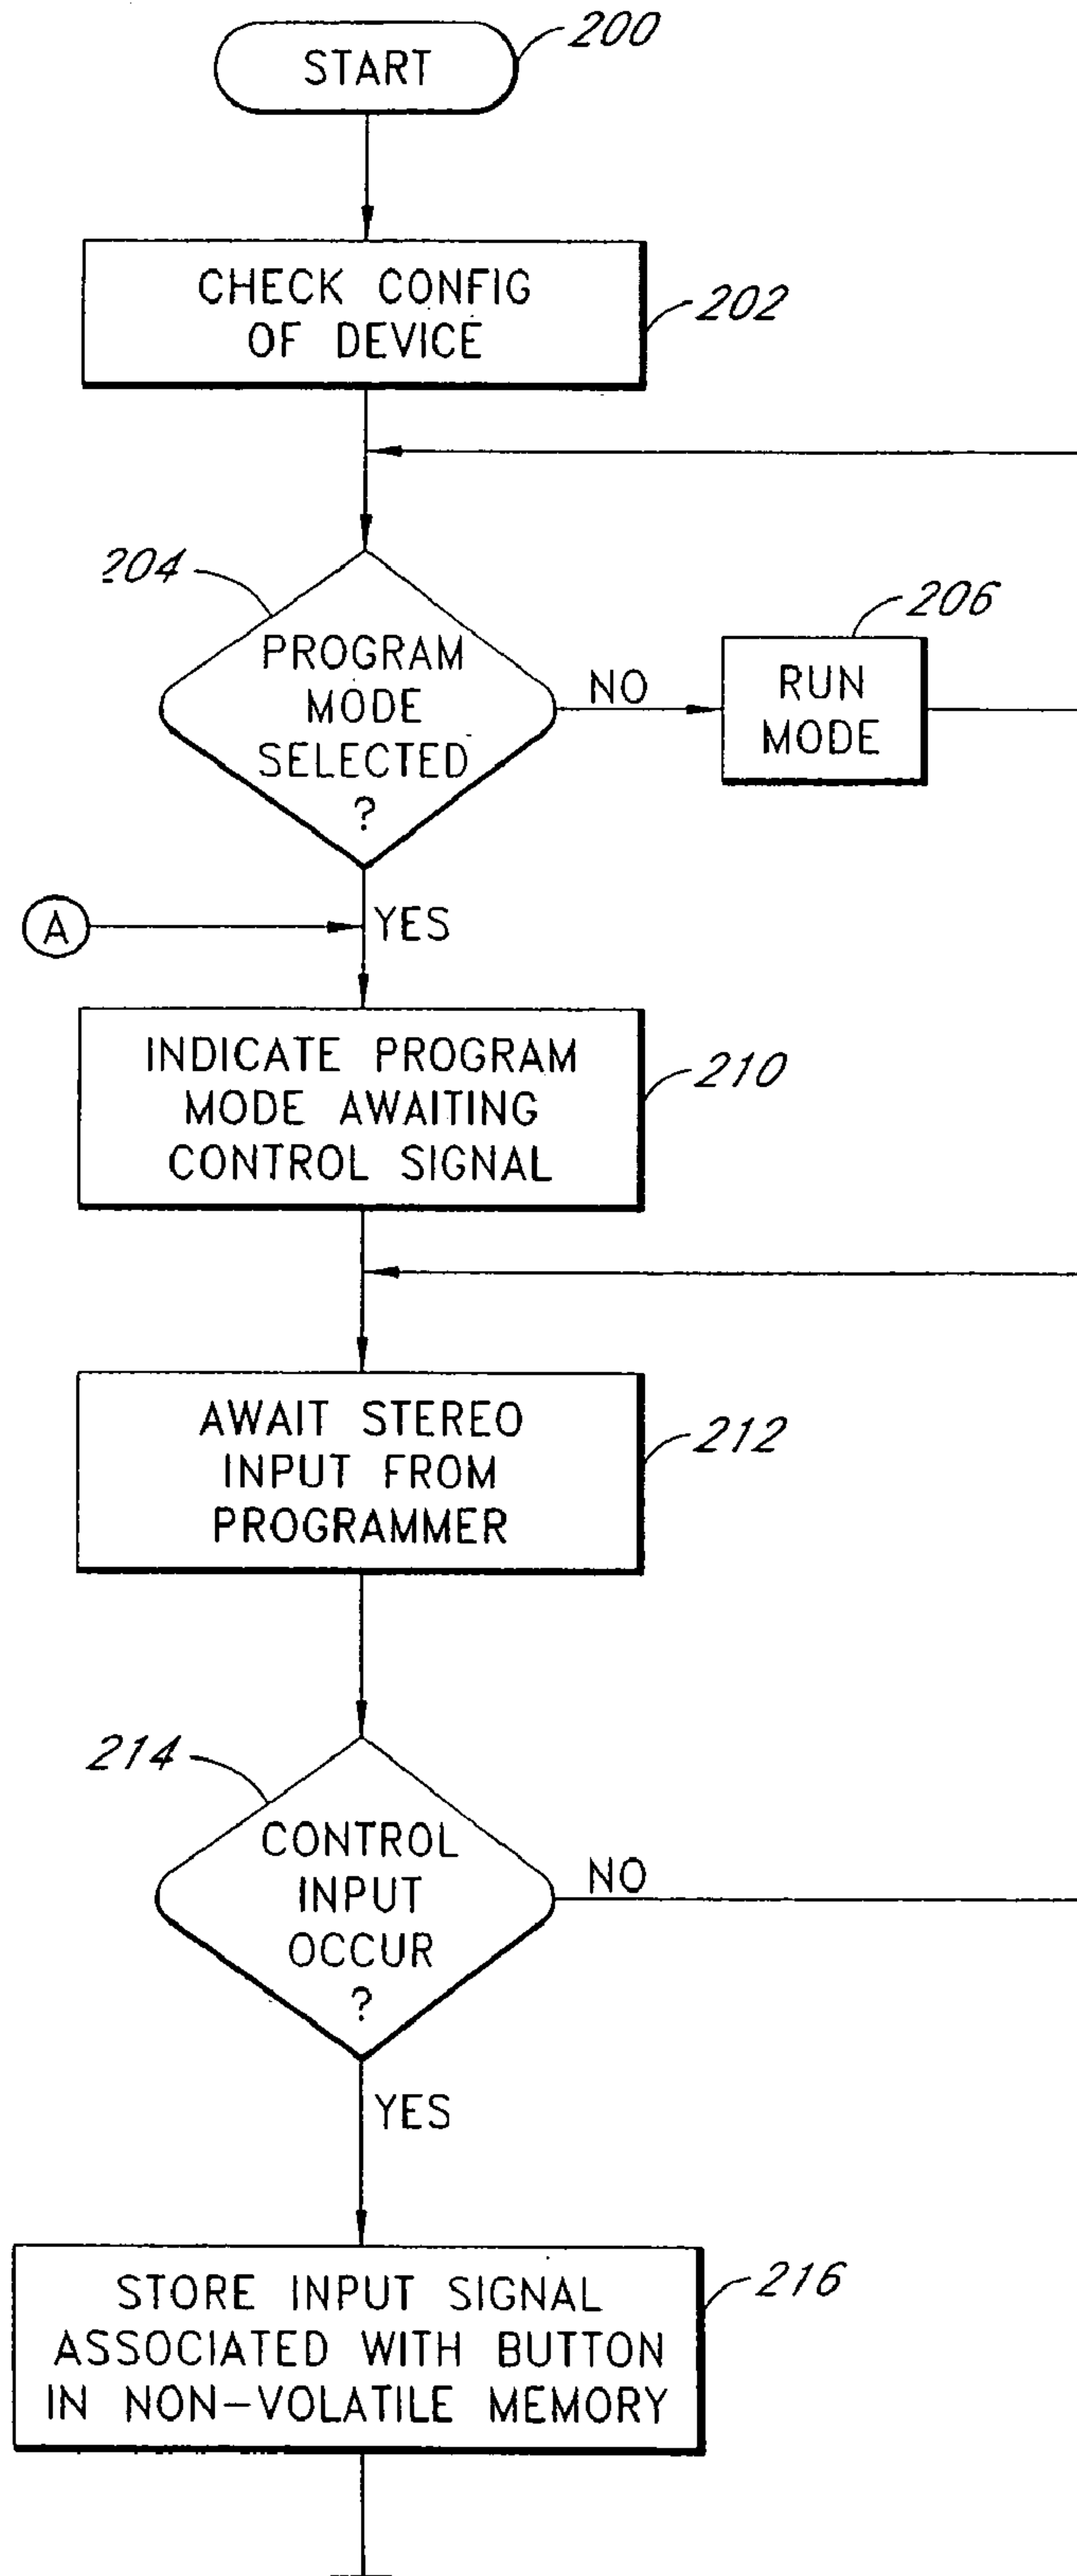 START
200
CHECK CONFIG
OF DEVICE
202
204
PROGRAM
MODE
SELECTED
?
NO
206
RUN
MODE
A
YES
INDICATE PROGRAM
MODE AWAITING
CONTROL SIGNAL
210
AWAIT STEREO
INPUT FROM
PROGRAMMER
212
214
CONTROL
INPUT
OCCUR
?
NO
YES
STORE INPUT SIGNAL
ASSOCIATED WITH BUTTON
IN NON-VOLATILE MEMORY
216